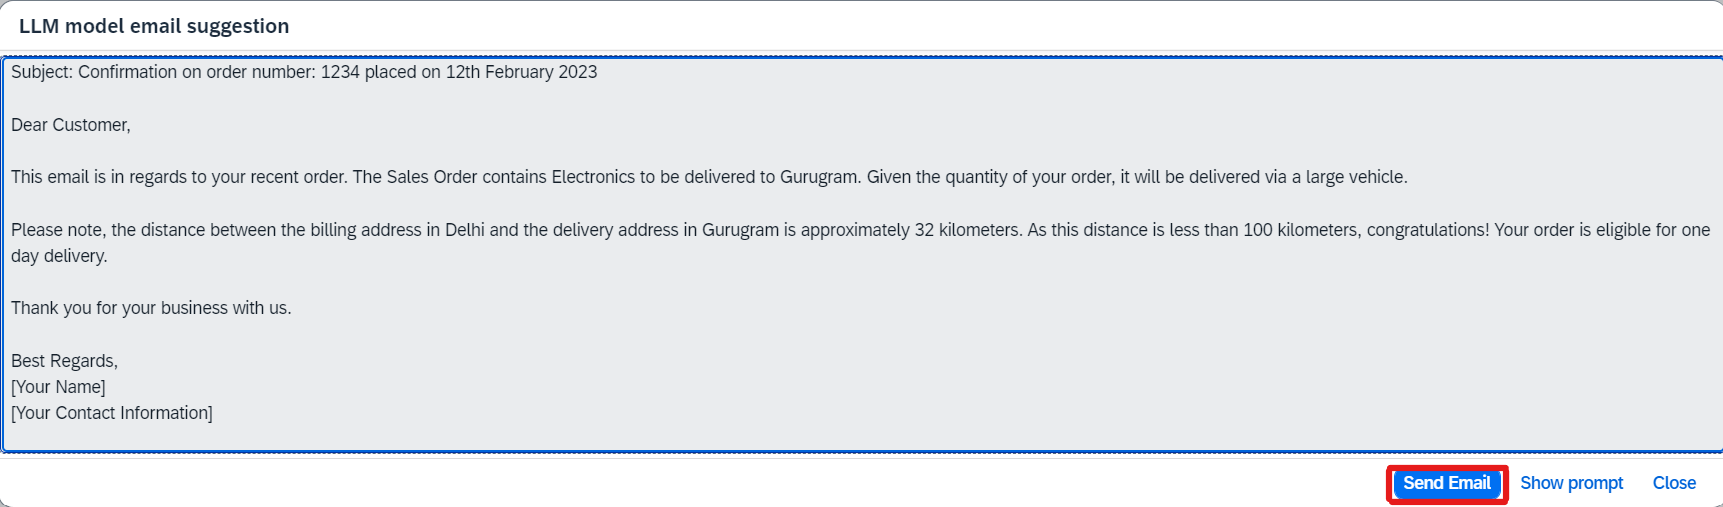 LLM model email suggestion
Subject: Confirmation on order number: 1234 placed on 12th February 2023
Dear Customer,
This email is in regards to your recent order. The Sales Order contains Electronics to be delivered to Gurugram. Given the quantity of your order, it will be delivered via a large vehicle.
Please note, the distance between the billing address in Delhi and the delivery address in Gurugram is approximately 32 kilometers. As this distance is less than 100 kilometers, congratulations! Your order is eligible for one
day delivery.
Thank you for your business with us.
Best Regards,
[Your Name]
[Your Contact Information]
Send Email Show prompt Close